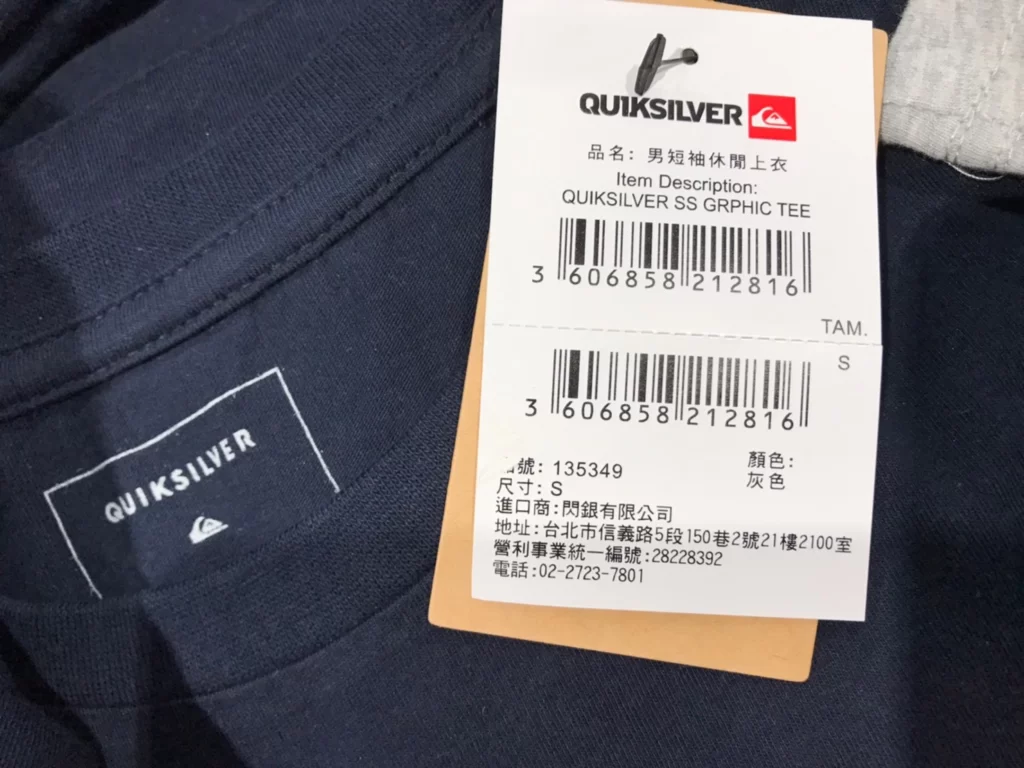 QUIKSILVER
品名: 男短袖休閒上衣
Item Description:
QUIKSILVER SS GRPHIC TEE
3 606858 212816
TAM.
S
3 606858 212816
號: 135349
顏色:
灰色
尺寸: S
進口商:閃銀有限公司
地址:台北市信義路5段150巷2號21樓2100室
營利事業統一編號:28228392
電話:02-2723-7801
QUIKSILVER